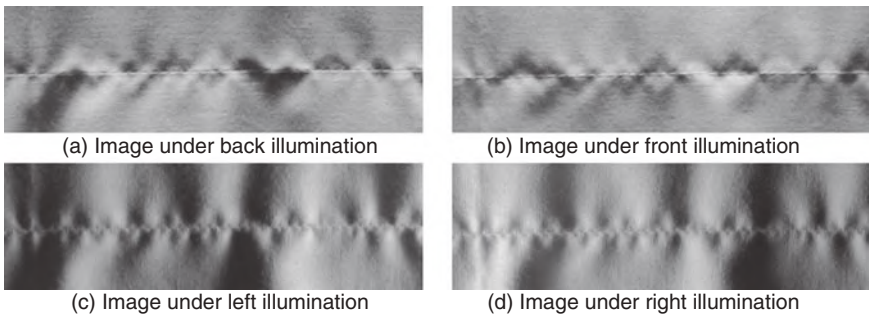 (a) Image under back illumination
(b) Image under front illumination
(c) Image under left illumination
(d) Image under right illumination